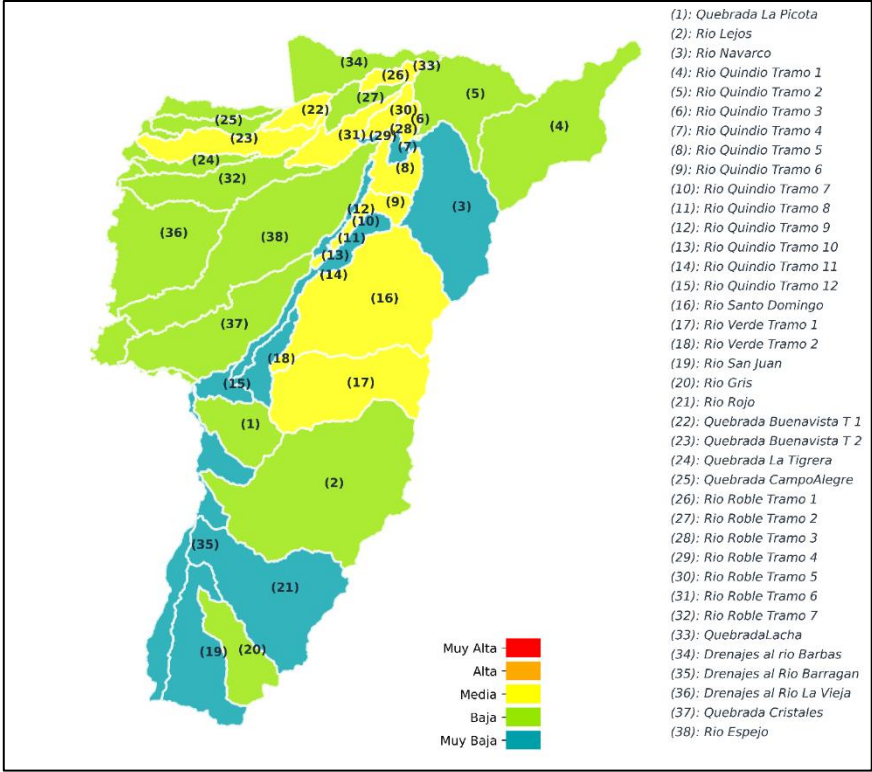 (34)
(33)
(26)
(27)
(5)
(22)
(30)
(25)
(6)
(4)
(23)
(31)
(29)
(28)
(7)
(24)
(8)
(32)
(9)
(3)
(12)
(36)
(10)
(38)
(11)
(13)
(14)
(16)
(37)
(18)
(15)
(17)
(1)
(2)
(35)
(21)
(19)
(20)
Muy Alta
Alta
Media
Baja
Muy Baja
(1): Quebrada La Picota
(2): Rio Lejos
(3): Rio Navarco
(4): Rio Quindio Tramo 1
(5): Rio Quindio Tramo 2
(6): Rio Quindio Tramo 3
(7): Rio Quindio Tramo 4
(8): Rio Quindio Tramo 5
(9): Rio Quindio Tramo 6
(10): Rio Quindio Tramo 7
(11): Rio Quindio Tramo 8
(12): Rio Quindio Tramo 9
(13): Rio Quindio Tramo 10
(14): Rio Quindio Tramo 11
(15): Rio Quindio Tramo 12
(16): Rio Santo Domingo
(17): Rio Verde Tramo 1
(18): Rio Verde Tramo 2
(19): Rio San Juan
(20): Rio Gris
(21): Rio Rojo
(22): Quebrada Buenavista T 1
(23): Quebrada Buenavista T 2
(24): Quebrada La Tigrera
(25): Quebrada CampoAlegre
(26): Rio Roble Tramo 1
(27): Rio Roble Tramo 2
(28): Rio Roble Tramo 3
(29): Rio Roble Tramo 4
(30): Rio Roble Tramo 5
(31): Rio Roble Tramo 6
(32): Rio Roble Tramo 7
(33): QuebradaLacha
(34): Drenajes al rio Barbas
(35): Drenajes al Rio Barragan
(36): Drenajes al Rio La Vieja
(37): Quebrada Cristales
(38): Rio Espejo